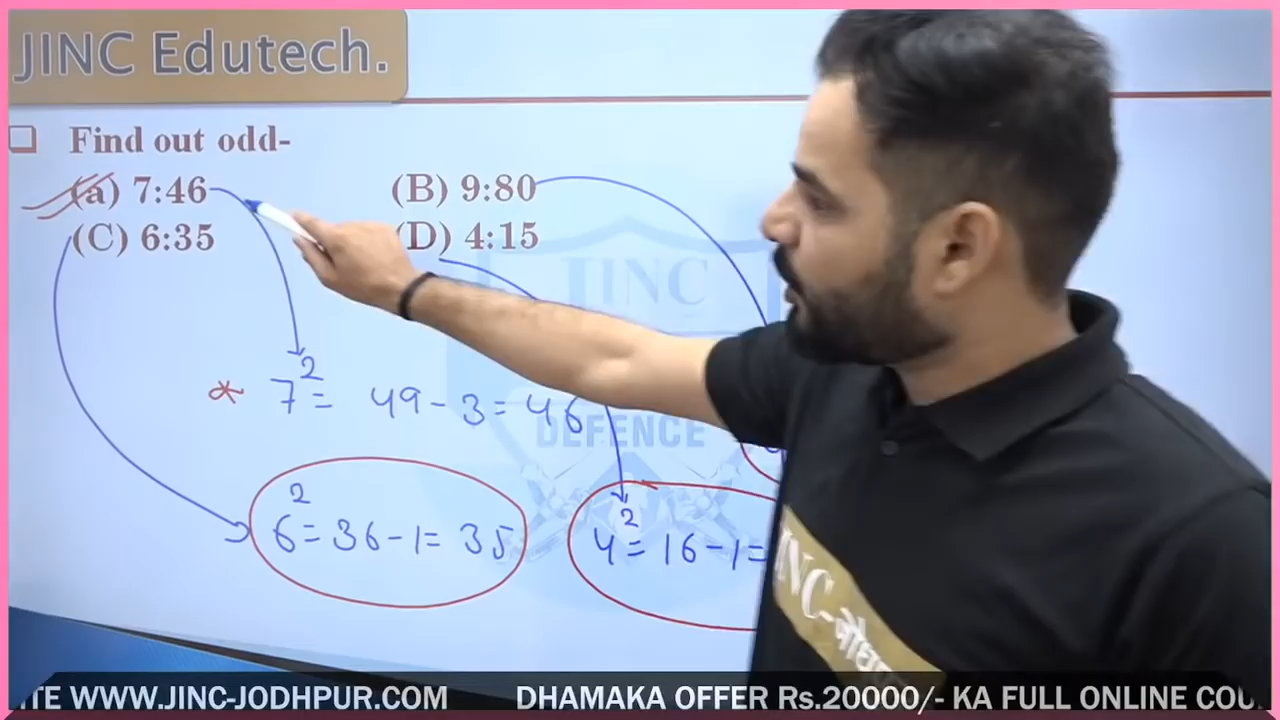 JINC Edutech.
Find out odd-
(a) 7:46 (B) 9:80
(C) 6:35 (D) 4:15
JINC
DEFENCE
* 7² = 49 - 3 = 46
6² = 36 - 1 = 35
4² = 16 - 1 =
JINC-जोधपुर
WWW.JINC-JODHPUR.COM DHAMAKA OFFER Rs.20000/- KA FULL ONLINE